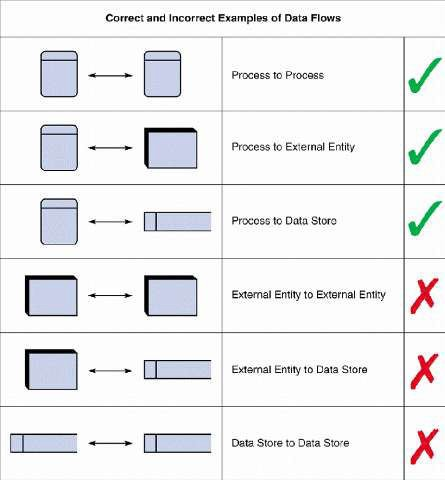 Correct and Incorrect Examples of Data Flows
Process to Process
Process to External Entity
Process to Data Store
External Entity to External Entity
External Entity to Data Store
Data Store to Data Store